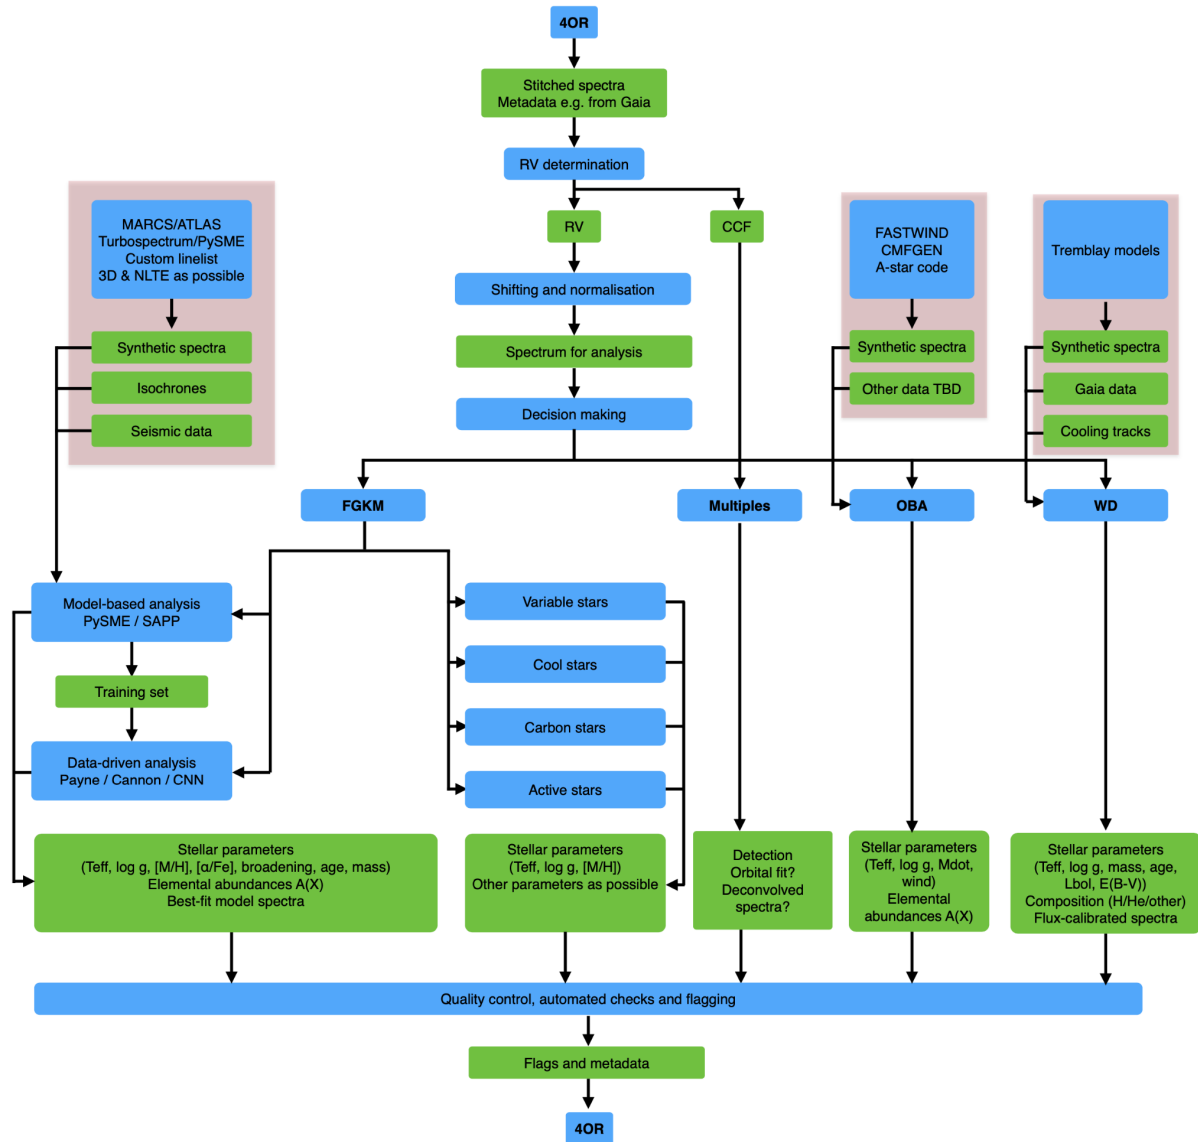 4OR
Stitched spectra
Metadata e.g. from Gaia
RV determination
RV
CCF
Shifting and normalisation
Spectrum for analysis
Decision making
MARCS/ATLAS
Turbospectrum/PySME
Custom linelist
3D & NLTE as possible
Synthetic spectra
Isochrones
Seismic data
FASTWIND
CMFGEN
A-star code
Synthetic spectra
Other data TBD
Tremblay models
Synthetic spectra
Gaia data
Cooling tracks
FGKM
Multiples
OBA
WD
Model-based analysis
PySME / SAPP
Training set
Data-driven analysis
Payne / Cannon / CNN
Variable stars
Cool stars
Carbon stars
Active stars
Stellar parameters
(Teff, log g, [M/H], [α/Fe], broadening, age, mass)
Elemental abundances A(X)
Best-fit model spectra
Stellar parameters
(Teff, log g, [M/H])
Other parameters as possible
Detection
Orbital fit?
Deconvolved
spectra?
Stellar parameters
(Teff, log g, Mdot,
wind)
Elemental
abundances A(X)
Stellar parameters
(Teff, log g, mass, age,
Lbol, E(B-V))
Composition (H/He/other)
Flux-calibrated spectra
Quality control, automated checks and flagging
Flags and metadata
4OR